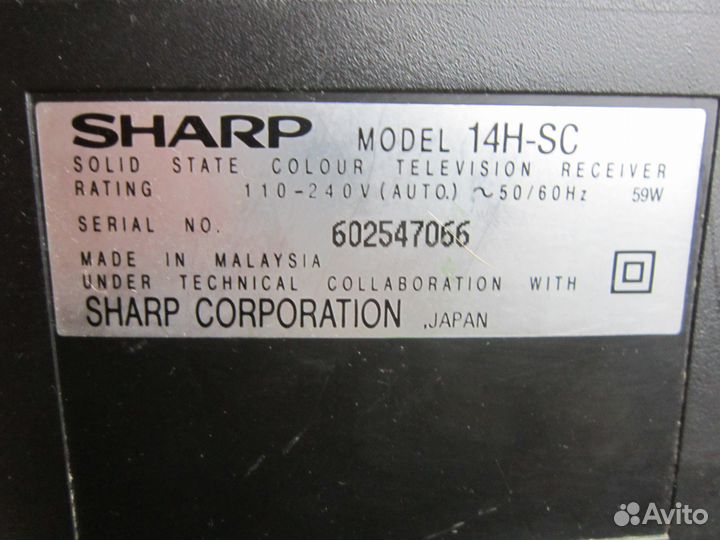 SHARP MODEL 14H-SC
SOLID STATE COLOUR TELEVISION RECEIVER
RATING 110-240V(AUTO.) ~50/60Hz 59W
SERIAL NO. 602547066
MADE IN MALAYSIA
UNDER TECHNICAL COLLABORATION WITH
SHARP CORPORATION ,JAPAN
Avito